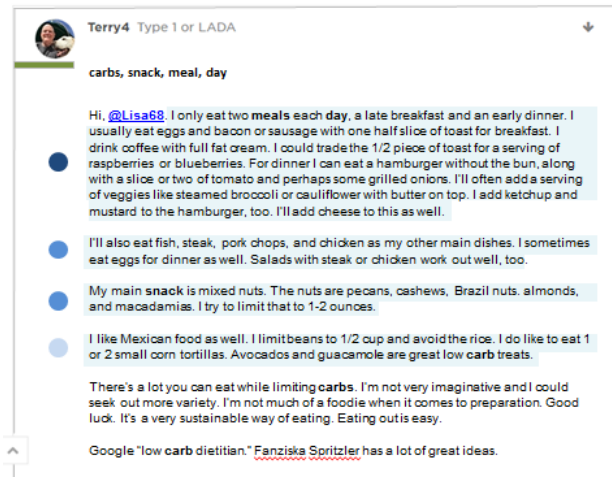 Terry4 Type 1 or LADA
carbs, snack, meal, day
Hi, @Lisa68. I only eat two meals each day, a late breakfast and an early dinner. I
usually eat eggs and bacon or sausage with one half slice of toast for breakfast. I
drink coffee with full fat cream. I could trade the 1/2 piece of toast for a serving of
raspberries or blueberries. For dinner I can eat a hamburger without the bun, along
with a slice or two of tomato and perhaps some grilled onions. I'll often add a serving
of veggies like steamed broccoli or cauliflower with butter on top. I add ketchup and
mustard to the hamburger, too. I'll add cheese to this as well.
I'll also eat fish, steak, pork chops, and chicken as my other main dishes. I sometimes
eat eggs for dinner as well. Salads with steak or chicken work out well, too.
My main snack is mixed nuts. The nuts are pecans, cashews, Brazil nuts. almonds,
and macadamias. I try to limit that to 1-2 ounces.
I like Mexican food as well. I limit beans to 1/2 cup and avoid the rice. I do like to eat 1
or 2 small corn tortillas. Avocados and guacamole are great low carb treats.
There's a lot you can eat while limiting carbs. I'm not very imaginative and I could
seek out more variety. I'm not much of a foodie when it comes to preparation. Good
luck. It's a very sustainable way of eating. Eating out is easy.
Google "low carb dietitian." Fanziska Spritzler has a lot of great ideas.